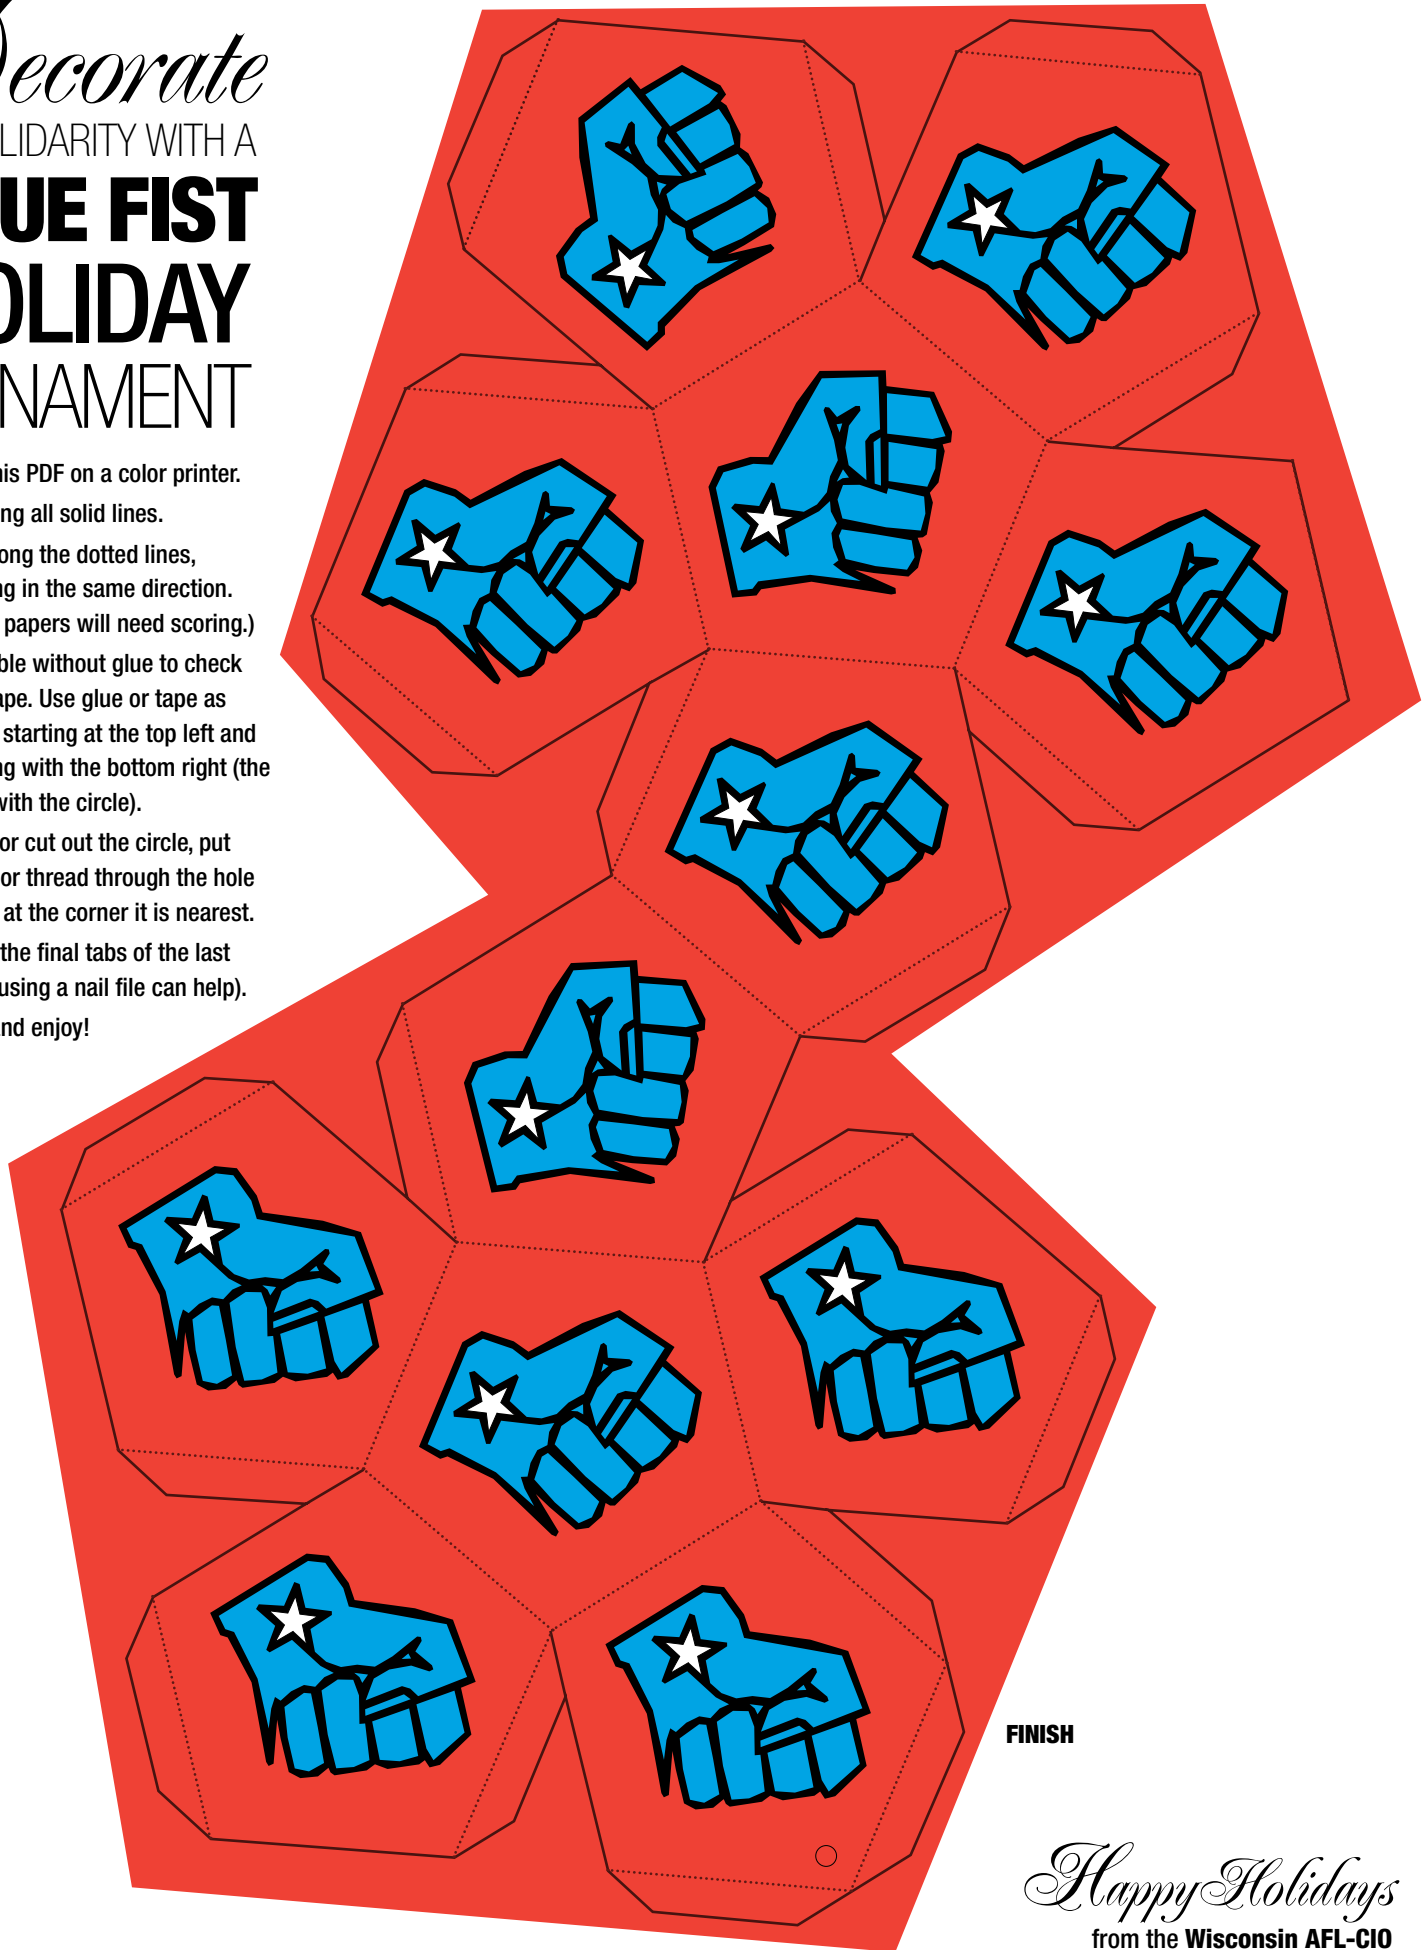 Decorate
LIDARITY WITH A
UE FIST
OLIDAY
NAMENT
his PDF on a color printer.
ng all solid lines.
ong the dotted lines,
ng in the same direction.
papers will need scoring.)
ble without glue to check
ape. Use glue or tape as
starting at the top left and
ng with the bottom right (the
with the circle).
or cut out the circle, put
or thread through the hole
at the corner it is nearest.
the final tabs of the last
using a nail file can help).
nd enjoy!
FINISH
Happy Holidays
from the Wisconsin AFL-CIO